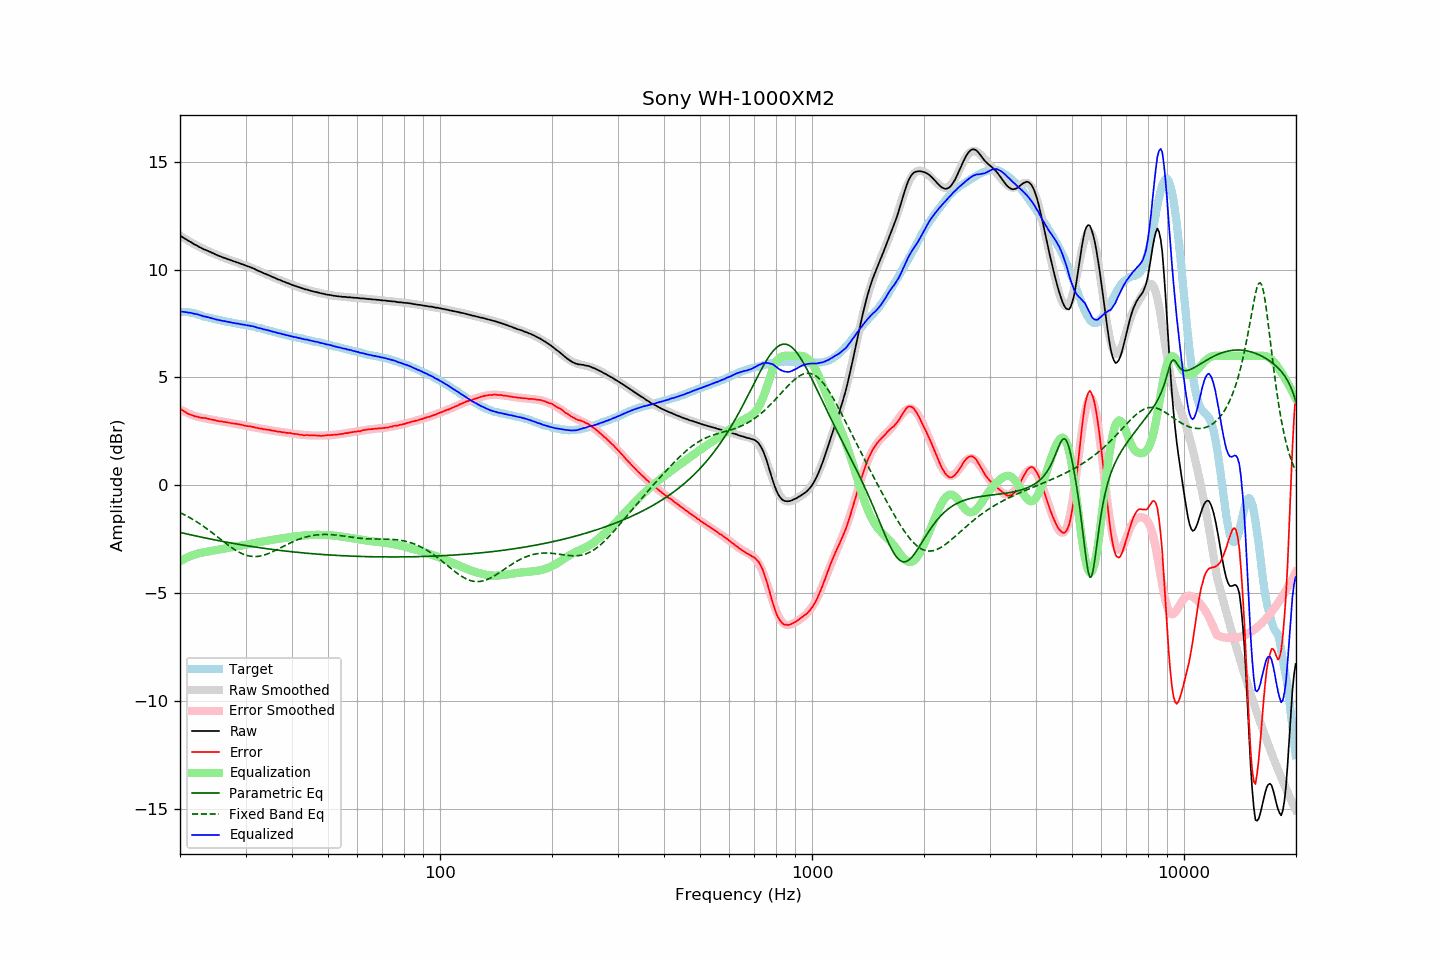 Sony WH-1000XM2
Amplitude (dBr)
15
10
5
0
−5
−10
−15
Target
Raw Smoothed
Error Smoothed
Raw
Error
Equalization
Parametric Eq
Fixed Band Eq
Equalized
100
1000
10000
Frequency (Hz)